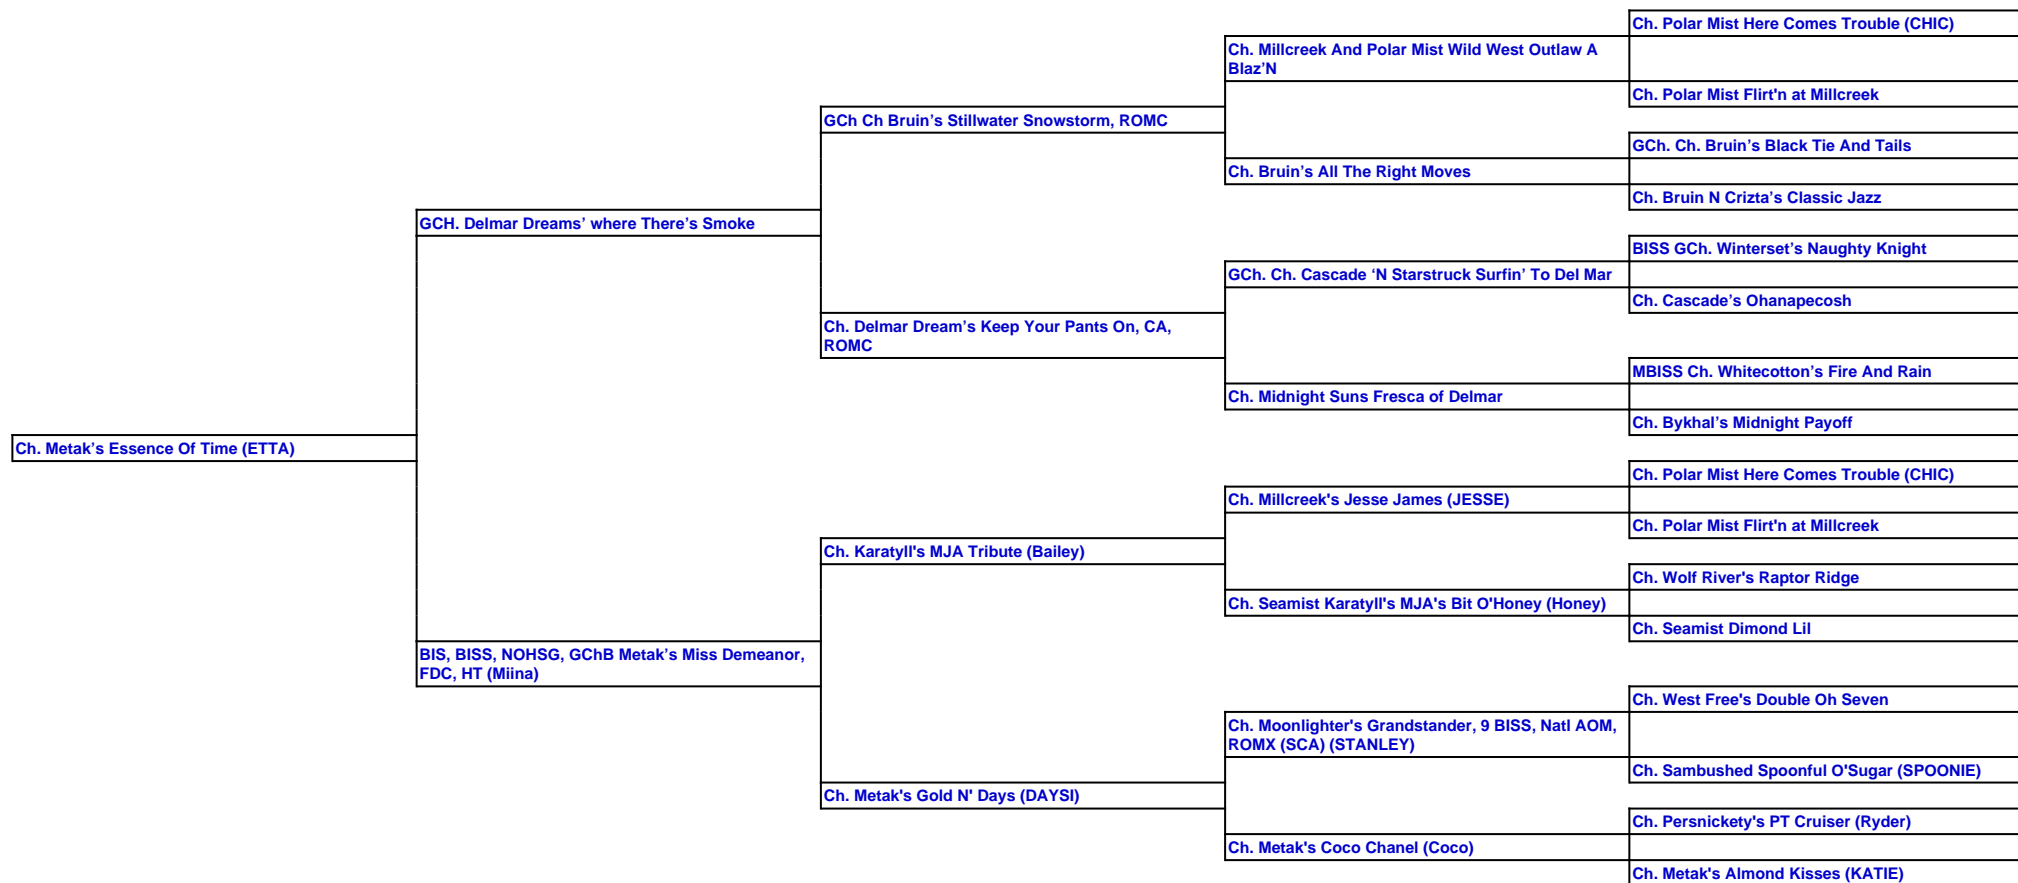 Ch. Polar Mist Here Comes Trouble (CHIC)
Ch. Millcreek And Polar Mist Wild West Outlaw A
Blaz’N
Ch. Polar Mist Flirt'n at Millcreek
GCh Ch Bruin’s Stillwater Snowstorm, ROMC
GCh. Ch. Bruin’s Black Tie And Tails
Ch. Bruin’s All The Right Moves
Ch. Bruin N Crizta’s Classic Jazz
GCH. Delmar Dreams’ where There’s Smoke
BISS GCh. Winterset’s Naughty Knight
GCh. Ch. Cascade ‘N Starstruck Surfin’ To Del Mar
Ch. Cascade’s Ohanapecosh
Ch. Delmar Dream’s Keep Your Pants On, CA,
ROMC
MBISS Ch. Whitecotton’s Fire And Rain
Ch. Midnight Suns Fresca of Delmar
Ch. Bykhal’s Midnight Payoff
Ch. Metak’s Essence Of Time (ETTA)
Ch. Polar Mist Here Comes Trouble (CHIC)
Ch. Millcreek's Jesse James (JESSE)
Ch. Polar Mist Flirt'n at Millcreek
Ch. Karatyll's MJA Tribute (Bailey)
Ch. Wolf River's Raptor Ridge
Ch. Seamist Karatyll's MJA's Bit O'Honey (Honey)
Ch. Seamist Dimond Lil
BIS, BISS, NOHSG, GChB Metak’s Miss Demeanor,
FDC, HT (Miina)
Ch. West Free's Double Oh Seven
Ch. Moonlighter's Grandstander, 9 BISS, Natl AOM,
ROMX (SCA) (STANLEY)
Ch. Sambushed Spoonful O'Sugar (SPOONIE)
Ch. Metak's Gold N' Days (DAYSI)
Ch. Persnickety's PT Cruiser (Ryder)
Ch. Metak's Coco Chanel (Coco)
Ch. Metak's Almond Kisses (KATIE)